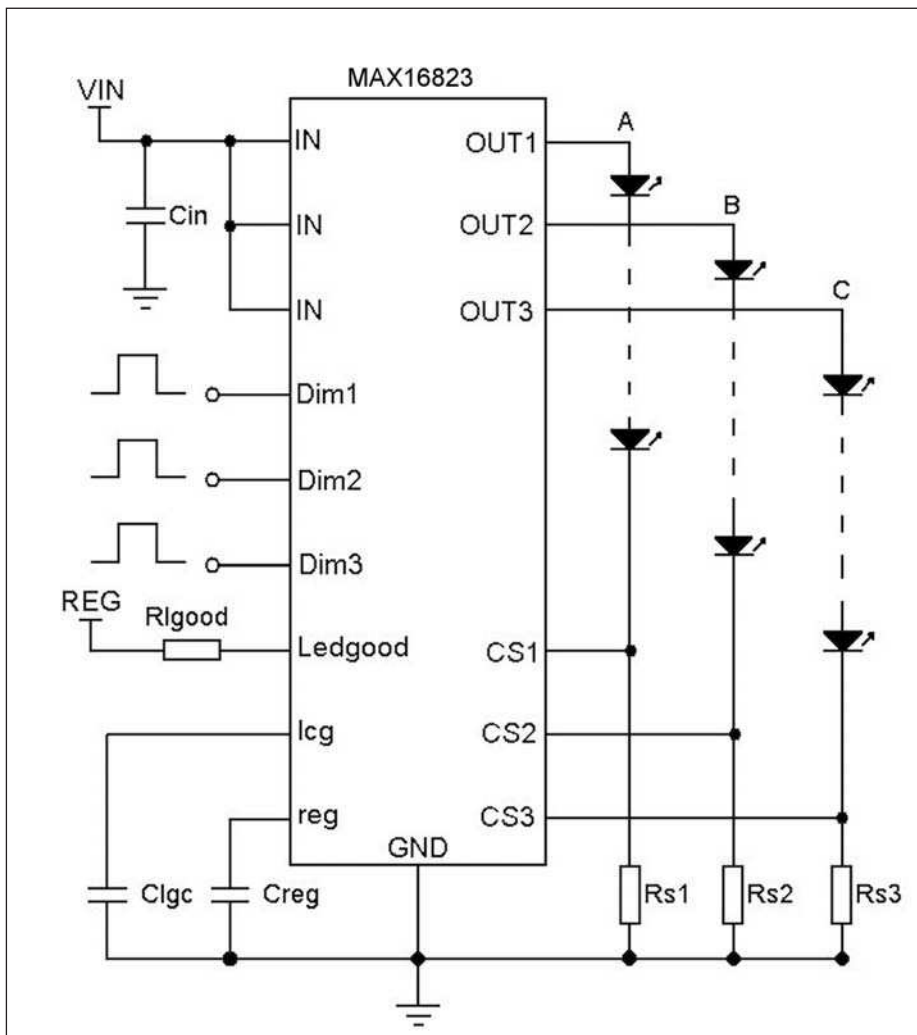 MAX16823
VIN
A
IN
OUT1
Cin
B
IN
OUT2
C
IN
OUT3
Dim1
Dim2
Dim3
REG
Rlgood
Ledgood
CS1
lcg
CS2
reg
CS3
GND
Clgc
Creg
Rs1
Rs2
Rs3